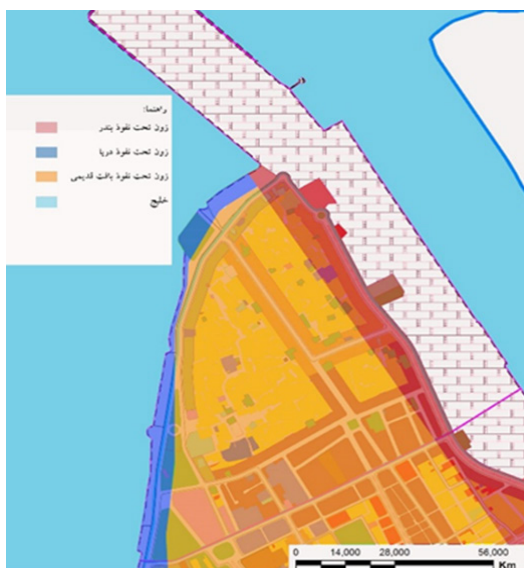 راهنما:
زون تحت نفوذ بندر
زون تحت نفوذ دریا
زون تحت نفوذ بافت قدیمی
خلیج
0 14,000 28,000 56,000
Km